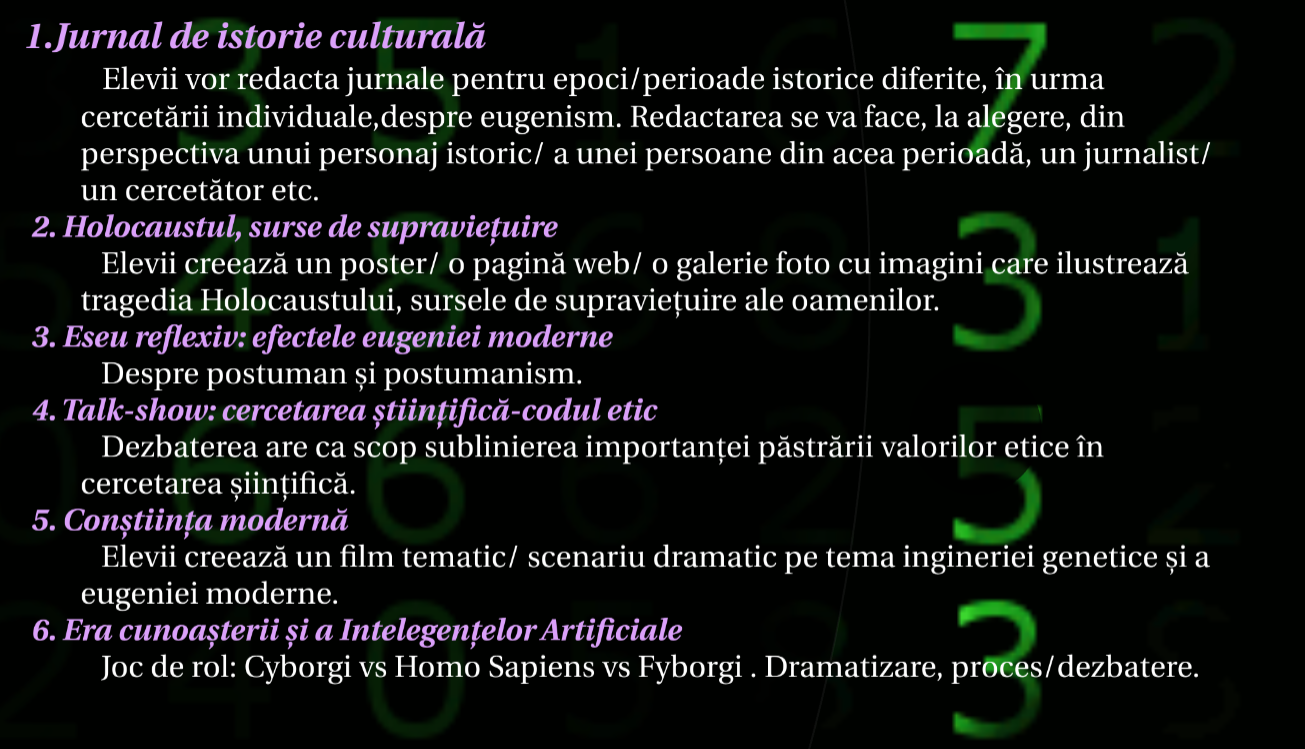 1.Jurnal de istorie culturală
Elevii vor redacta jurnale pentru epoci/perioade istorice diferite, în urma
cercetării individuale,despre eugenism. Redactarea se va face, la alegere, din
perspectiva unui personaj istoric/ a unei persoane din acea perioadă, un jurnalist/
un cercetător etc.
2. Holocaustul, surse de supraviețuire
Elevii creează un poster/ o pagină web/ o galerie foto cu imagini care ilustrează
tragedia Holocaustului, sursele de supraviețuire ale oamenilor.
3. Eseu reflexiv: efectele eugeniei moderne
Despre postuman și postumanism.
4. Talk-show: cercetarea științifică-codul etic
Dezbaterea are ca scop sublinierea importanței păstrării valorilor etice în
cercetarea șiințifică.
5. Conștiința modernă
Elevii creează un film tematic/ scenariu dramatic pe tema ingineriei genetice și a
eugeniei moderne.
6. Era cunoașterii și a Intelegențelor Artificiale
Joc de rol: Cyborgi vs Homo Sapiens vs Fyborgi . Dramatizare, proces/dezbatere.